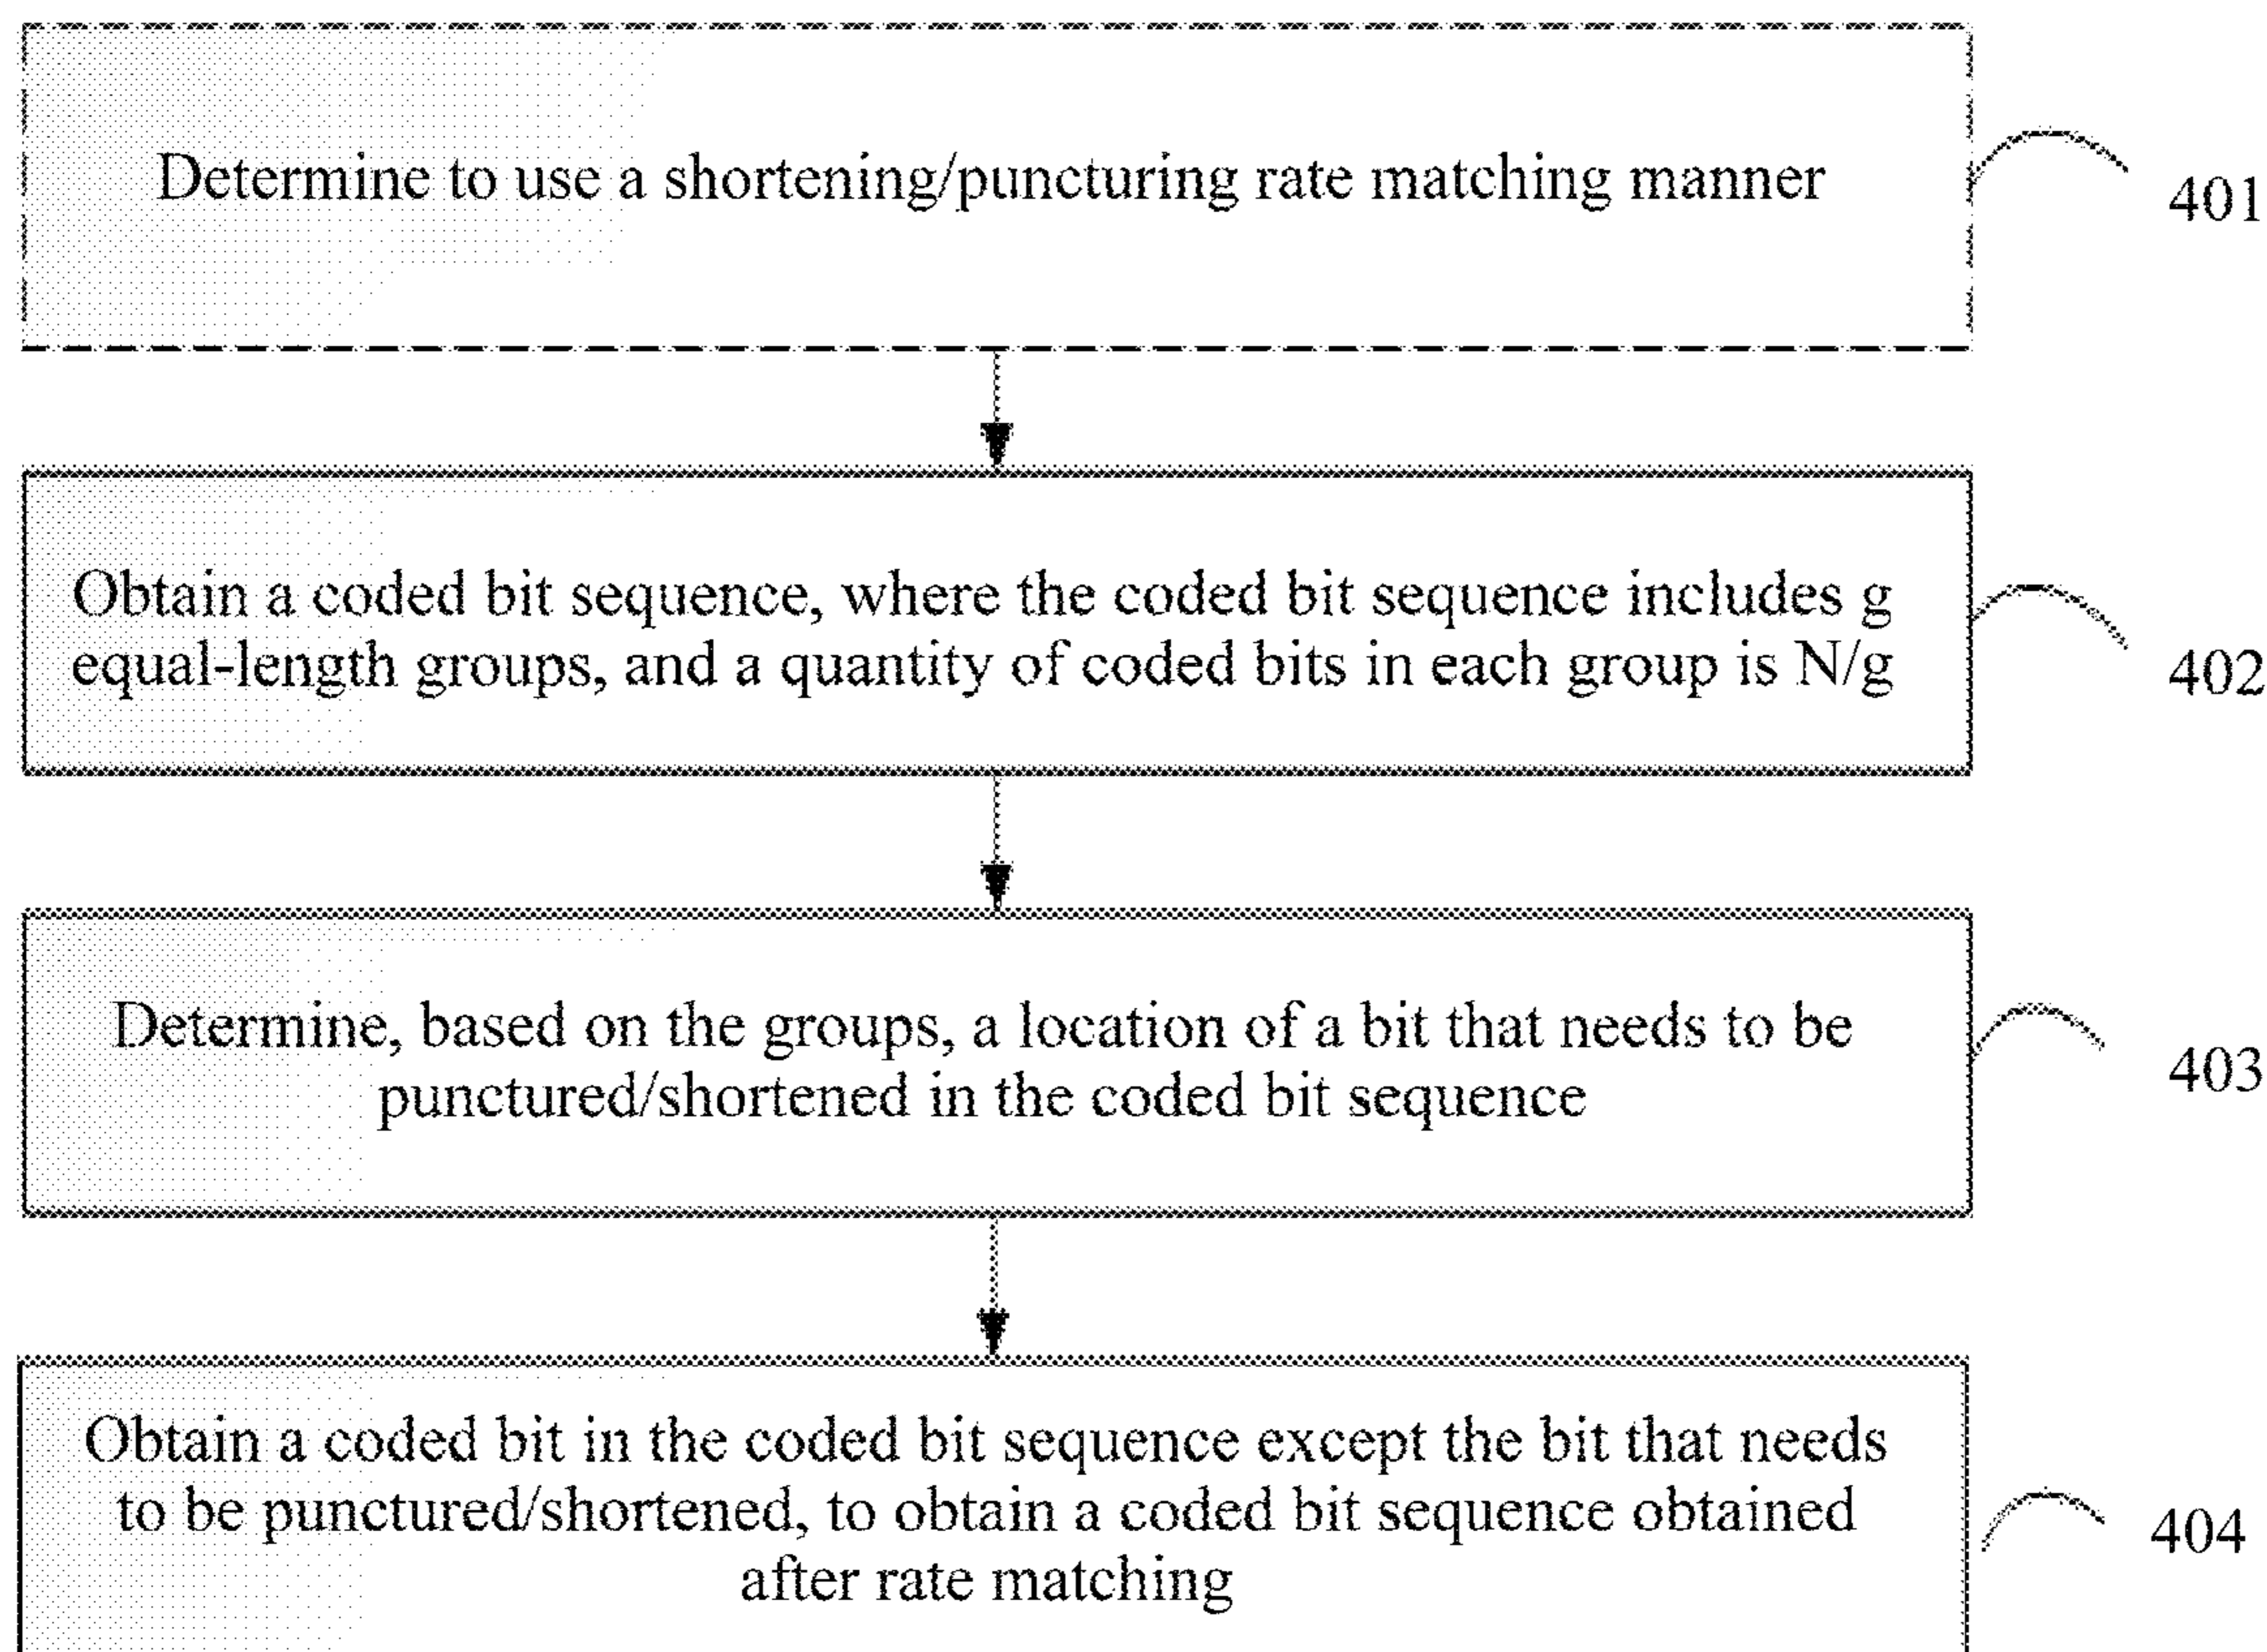 Determine to use a shortening/puncturing rate matching manner
401
Obtain a coded bit sequence, where the coded bit sequence includes g
equal-length groups, and a quantity of coded bits in each group is N/g
402
Determine, based on the groups, a location of a bit that needs to be
punctured/shortened in the coded bit sequence
403
Obtain a coded bit in the coded bit sequence except the bit that needs
to be punctured/shortened, to obtain a coded bit sequence obtained
after rate matching
404